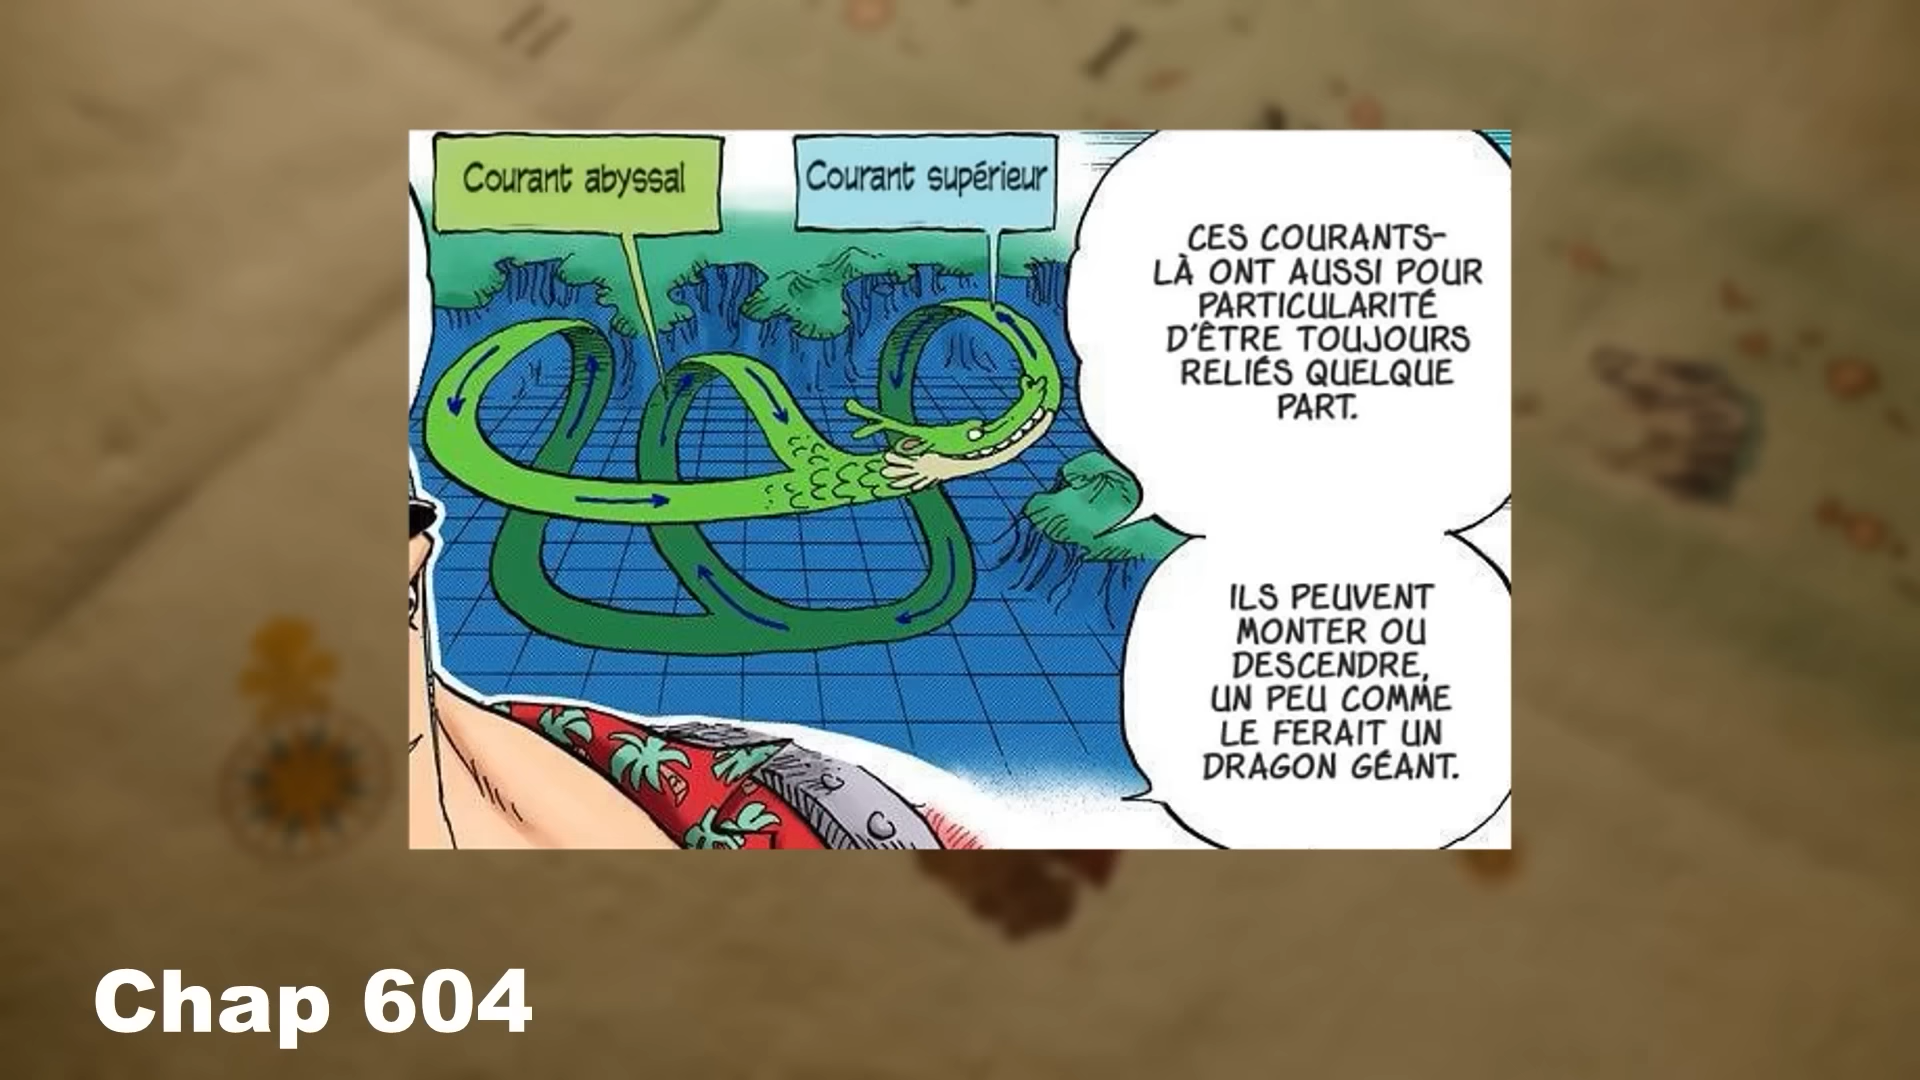 Courant abyssal
Courant supérieur
CES COURANTS-
LÀ ONT AUSSI POUR
PARTICULARITÉ
D'ÊTRE TOUJOURS
RELIÉS QUELQUE
PART.
ILS PEUVENT
MONTER OU
DESCENDRE,
UN PEU COMME
LE FERAIT UN
DRAGON GÉANT.
Chap 604